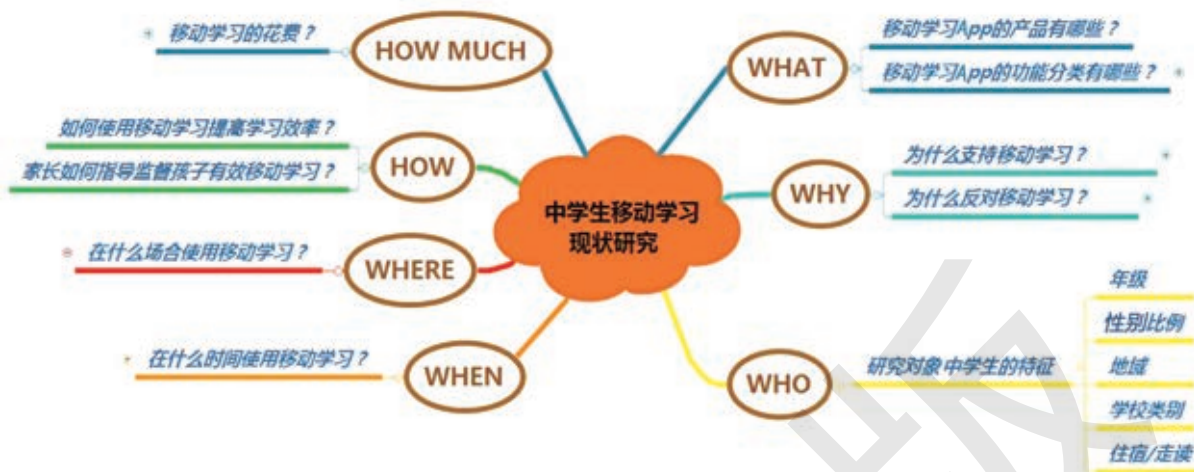 中学生移动学习
现状研究
WHAT
移动学习App的产品有哪些？
移动学习App的功能分类有哪些？
WHY
为什么支持移动学习？
为什么反对移动学习？
WHO
研究对象中学生的特征
年级
性别比例
地域
学校类别
住宿/走读
WHEN
在什么时间使用移动学习？
WHERE
在什么场合使用移动学习？
HOW
如何使用移动学习提高学习效率？
家长如何指导监督孩子有效移动学习？
HOW MUCH
移动学习的花费？